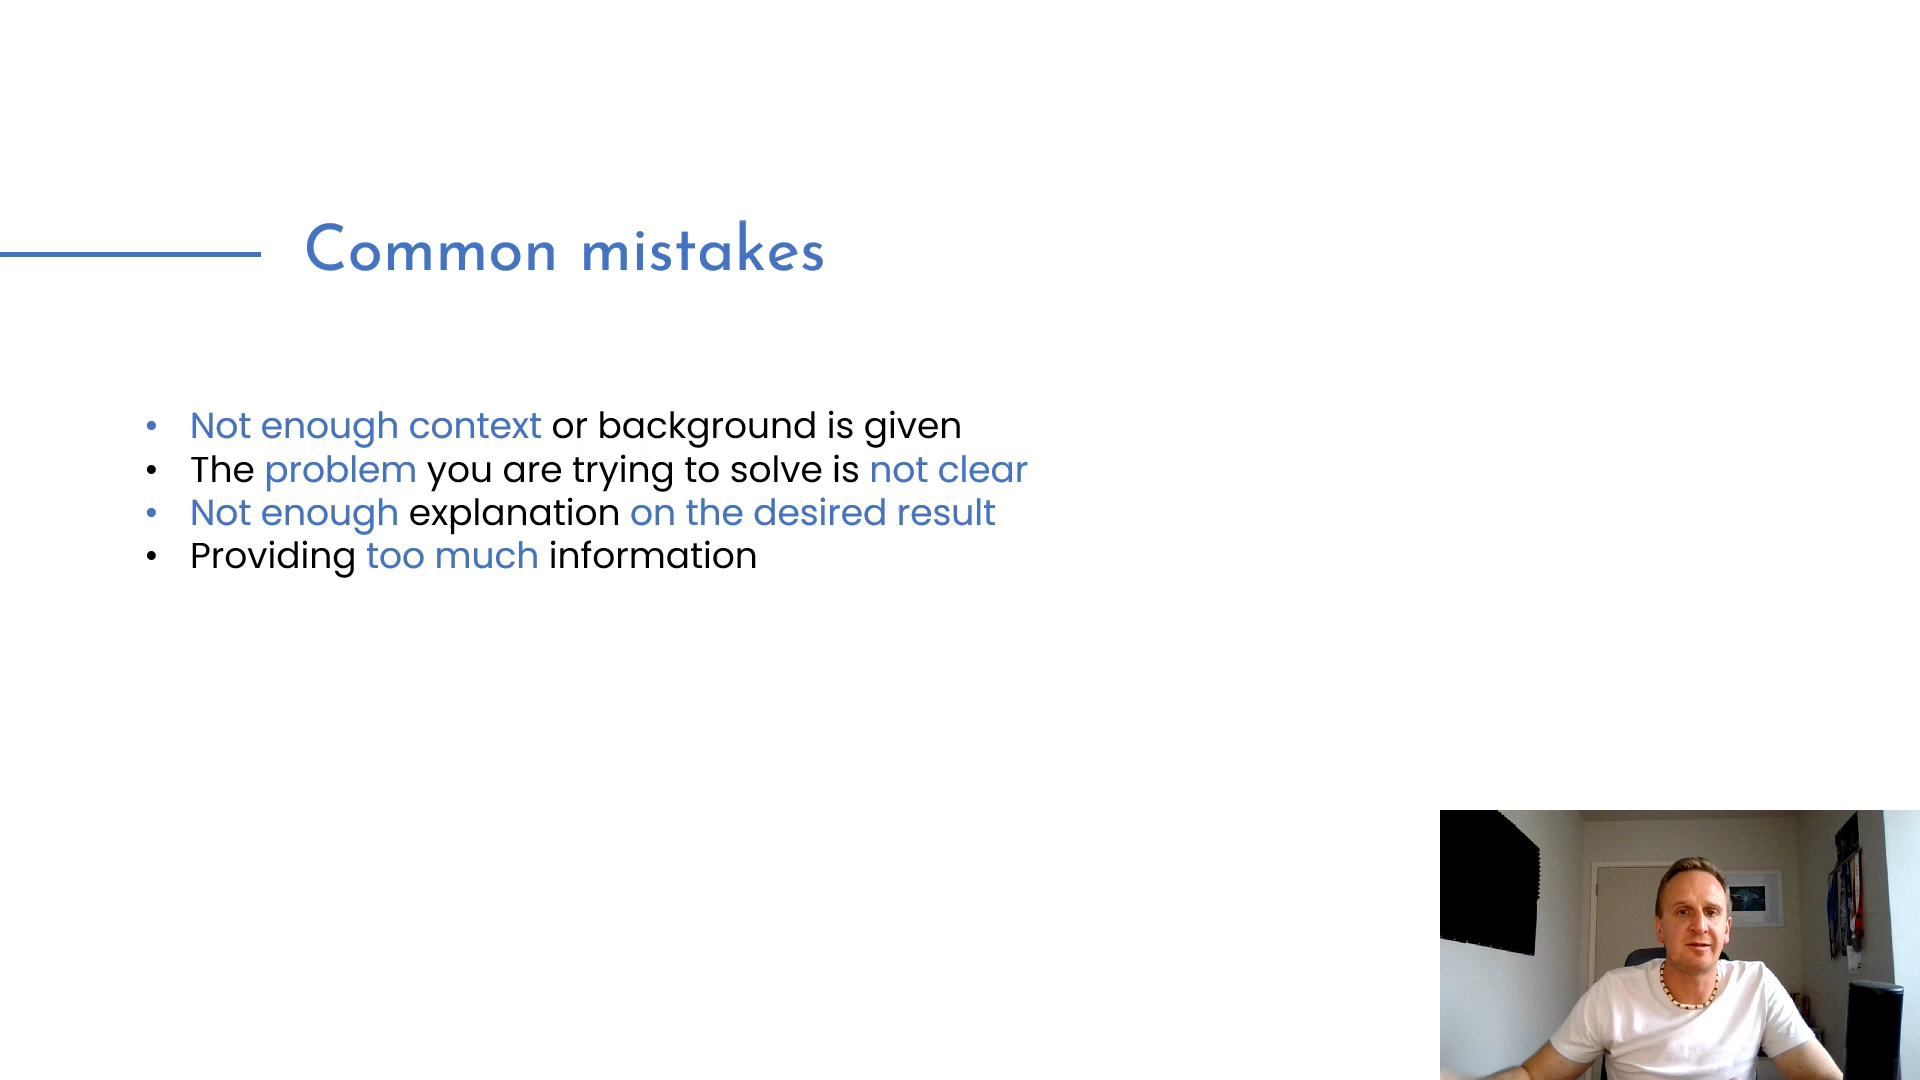 Common mistakes
• Not enough context or background is given
• The problem you are trying to solve is not clear
• Not enough explanation on the desired result
• Providing too much information